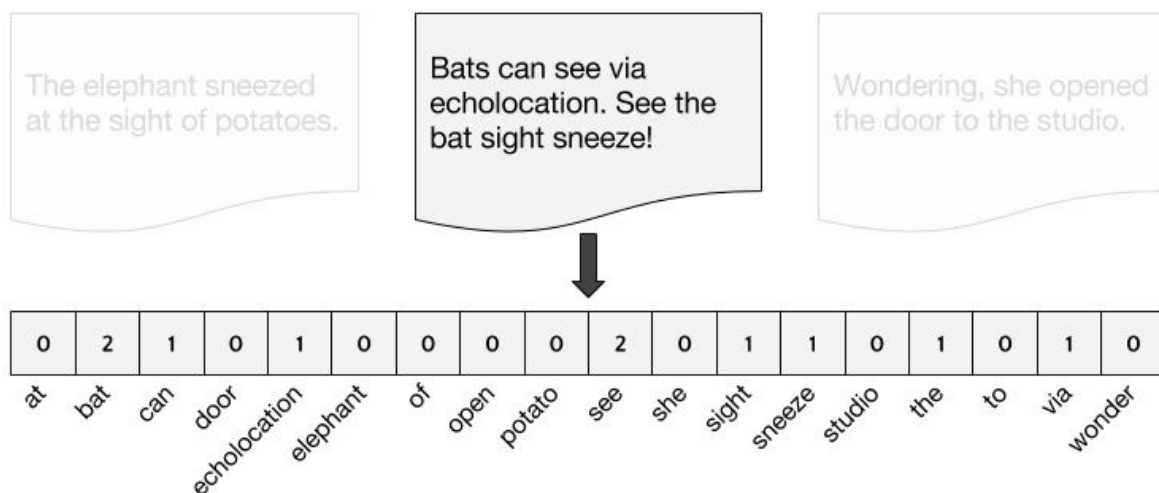 The elephant sneezed
at the sight of potatoes.
Bats can see via
echolocation. See the
bat sight sneeze!
Wondering, she opened
the door to the studio.
0 2 1 0 1 0 0 0 0 2 0 1 1 0 1 0 1 0
at bat can door echolocation elephant of open potato see she sight sneeze studio the to via wonder